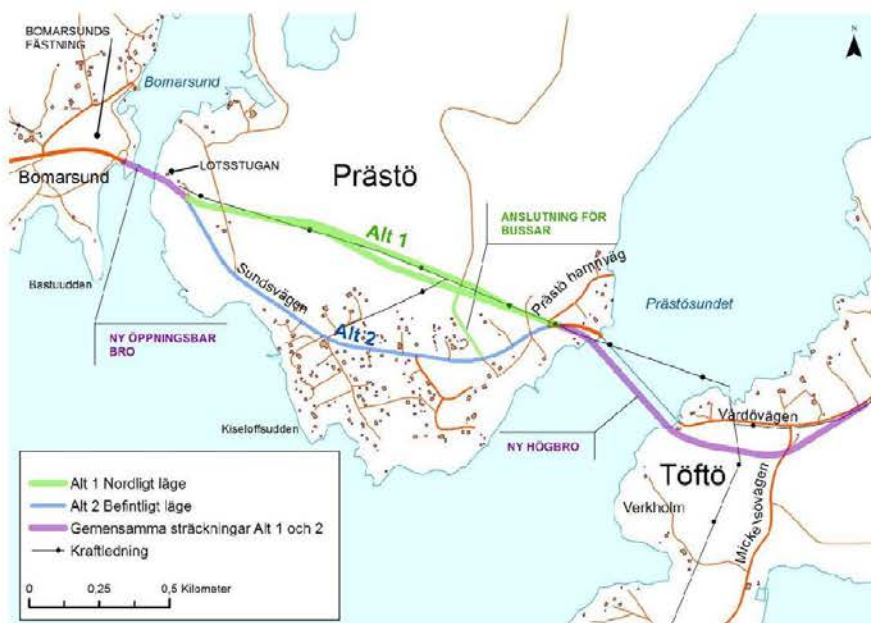 BOMARSUNDS
FÄSTNING
Bomarsund
N
LOTSSTUGAN
Bomarsund
Prästö
Alt 1
ANSLUTNING FÖR
BUSSAR
Bastuudden
Sundsvägen
Prästö hamnväg
Prästösundet
NY ÖPPNINGSBAR
BRO
Alt 2
Kiseloffsudden
NY HÖGBRO
Vårdövägen
Töftö
Verkholm
Mickelsövägen
Alt 1 Nordligt läge
Alt 2 Befintligt läge
Gemensamma sträckningar Alt 1 och 2
Kraftledning
0 0,25 0,5 Kilometer